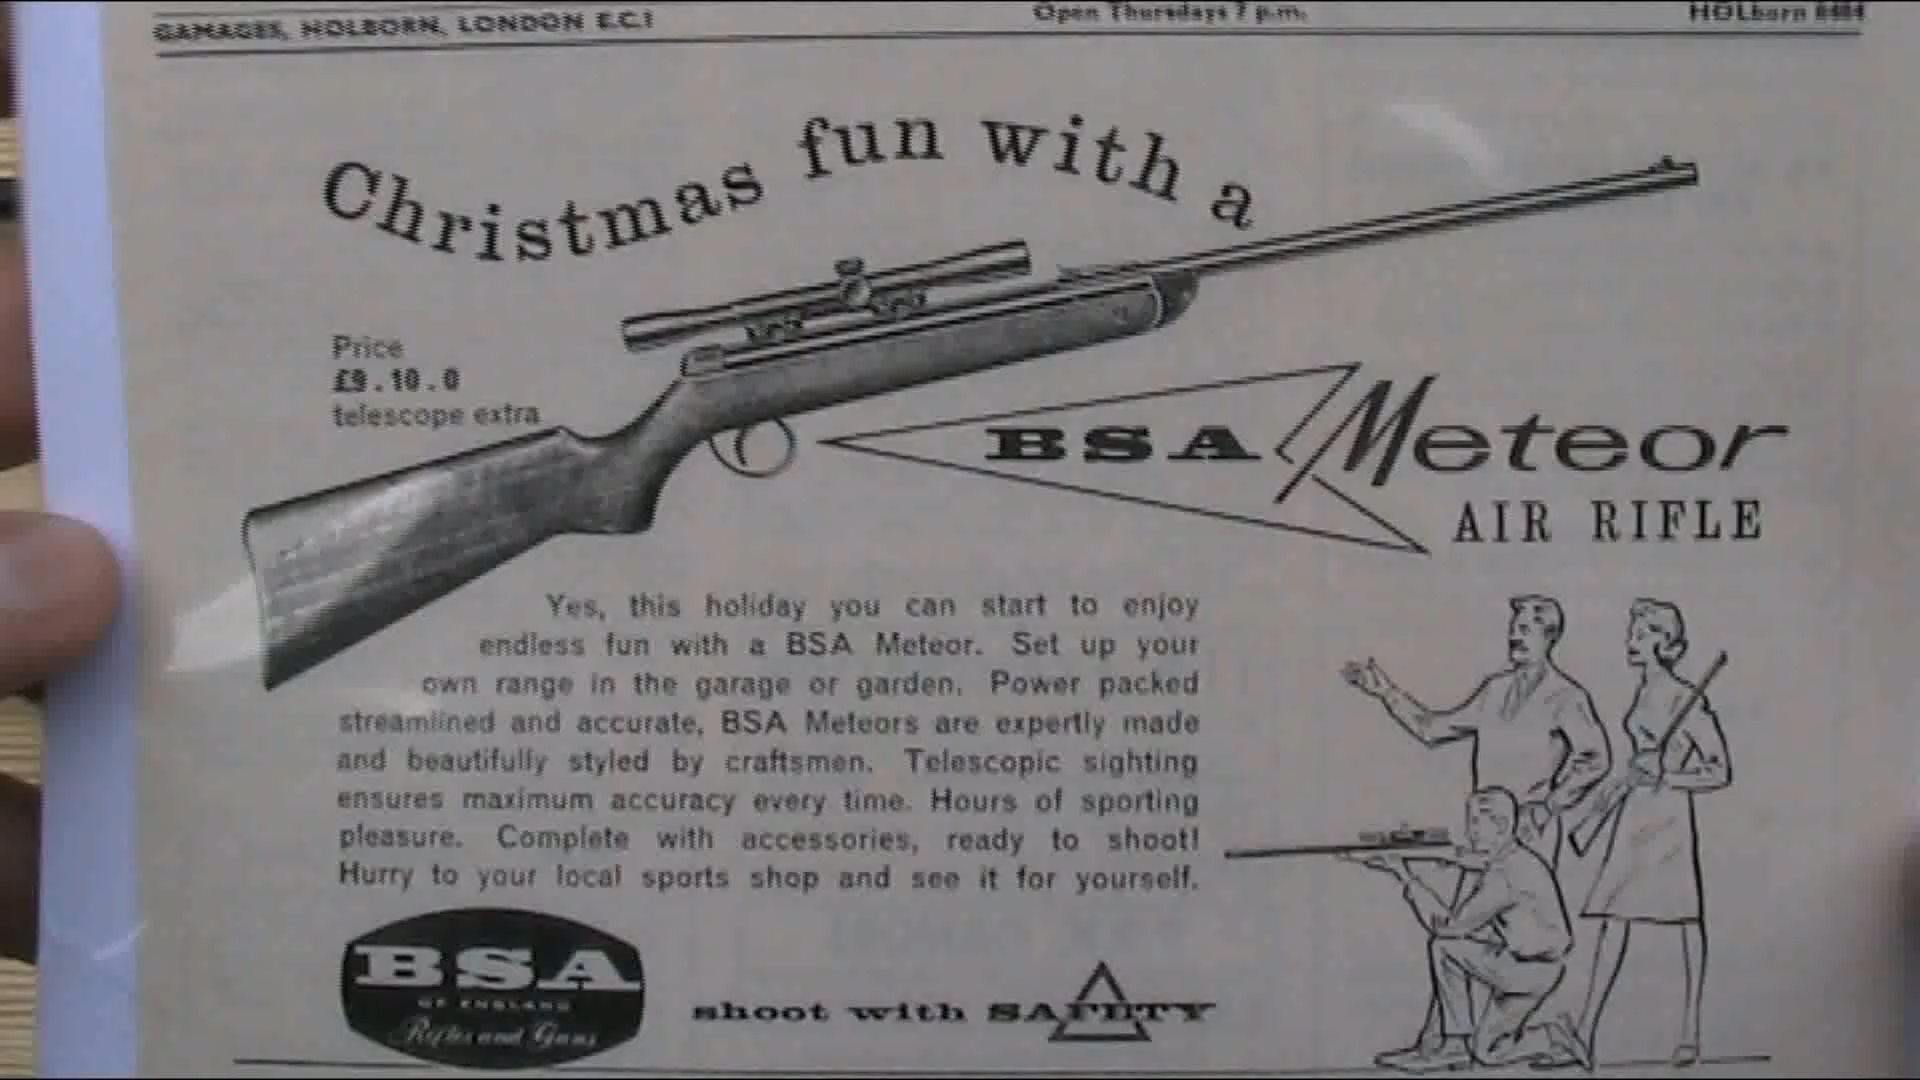 GAMAGES, HOLBORN, LONDON E.C.1
Open Thursdays 7 p.m.
HOLborn 8484
Christmas fun with a
Price
£9.10.0
telescope extra
BSA Meteor
AIR RIFLE
Yes, this holiday you can start to enjoy
endless fun with a BSA Meteor. Set up your
own range in the garage or garden. Power packed
streamlined and accurate, BSA Meteors are expertly made
and beautifully styled by craftsmen. Telescopic sighting
ensures maximum accuracy every time. Hours of sporting
pleasure. Complete with accessories, ready to shoot!
Hurry to your local sports shop and see it for yourself.
BSA
OF ENGLAND
Rifles and Guns
shoot with SAFETY